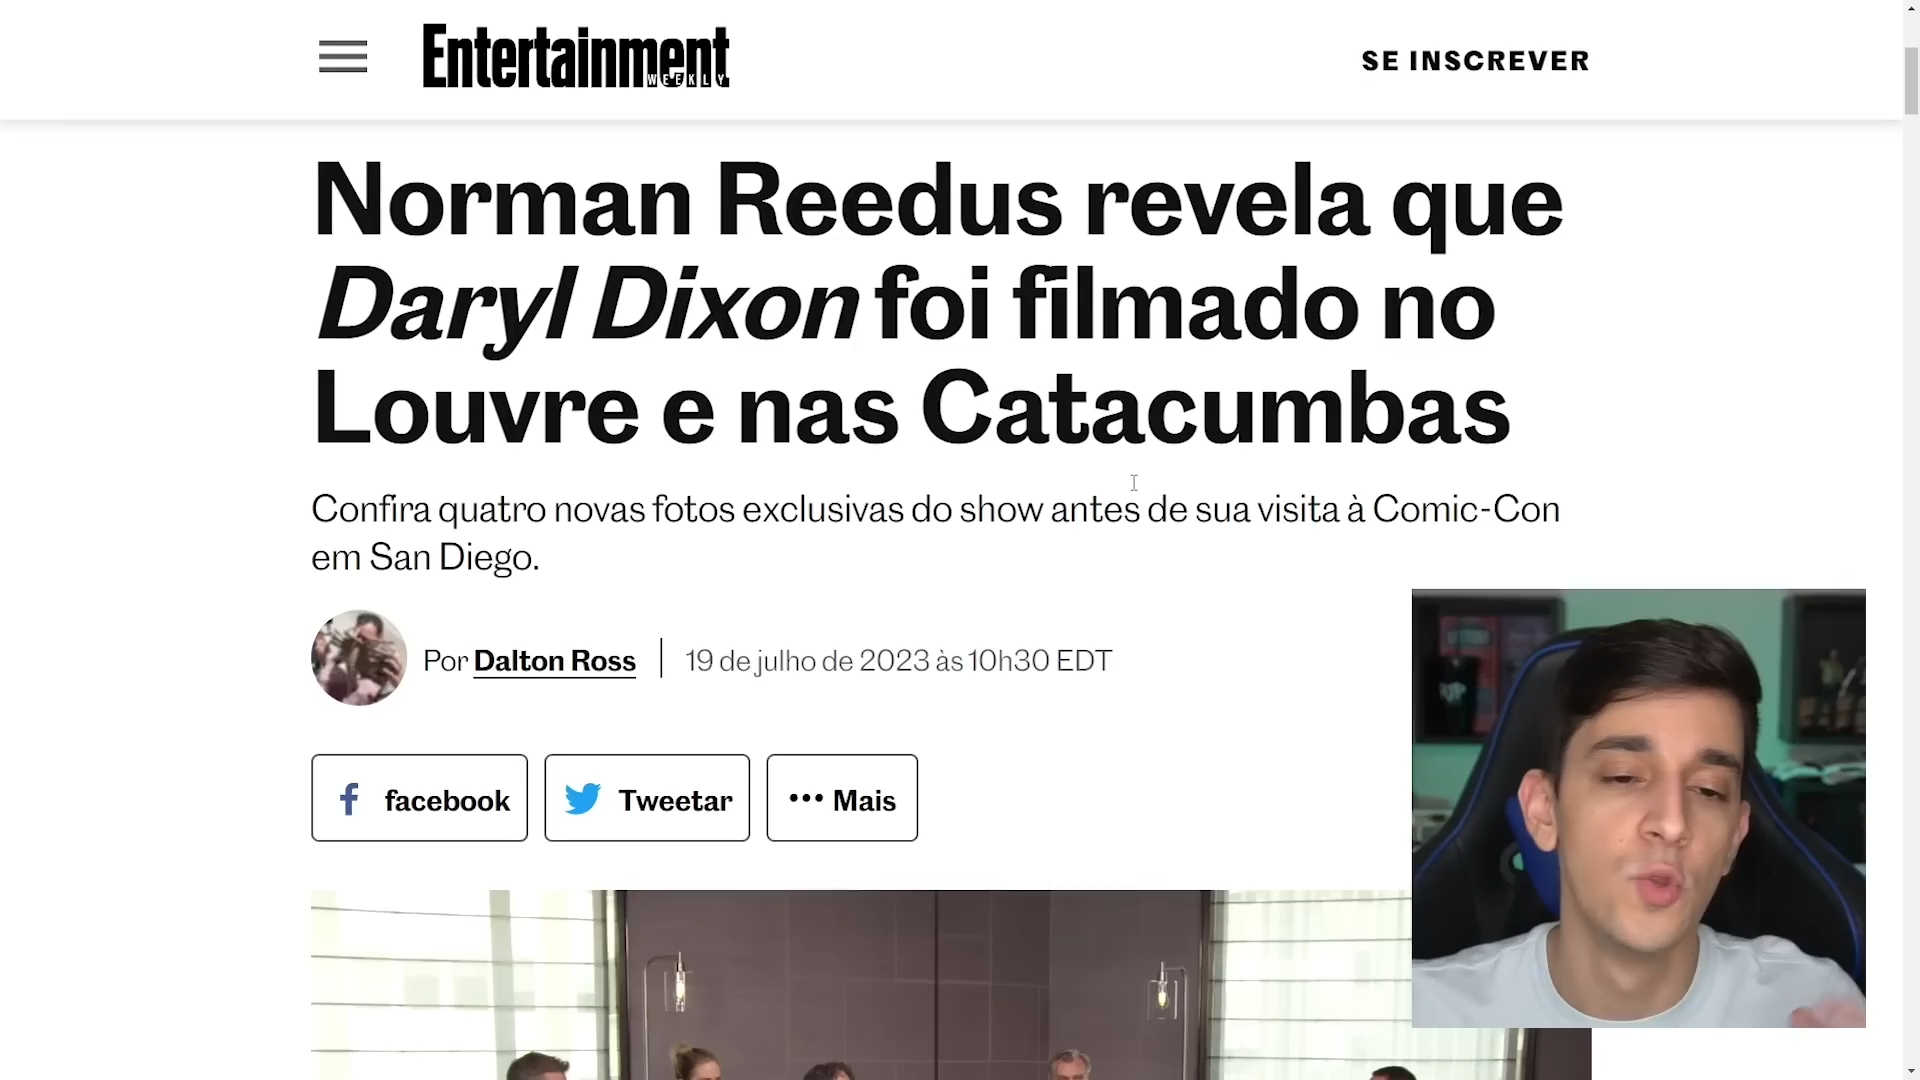 Entertainment
WEEKLY
SE INSCREVER
Norman Reedus revela que
Daryl Dixon foi filmado no
Louvre e nas Catacumbas
Confira quatro novas fotos exclusivas do show antes de sua visita à Comic-Con
em San Diego.
Por Dalton Ross | 19 de julho de 2023 às 10h30 EDT
facebook
Tweetar
••• Mais